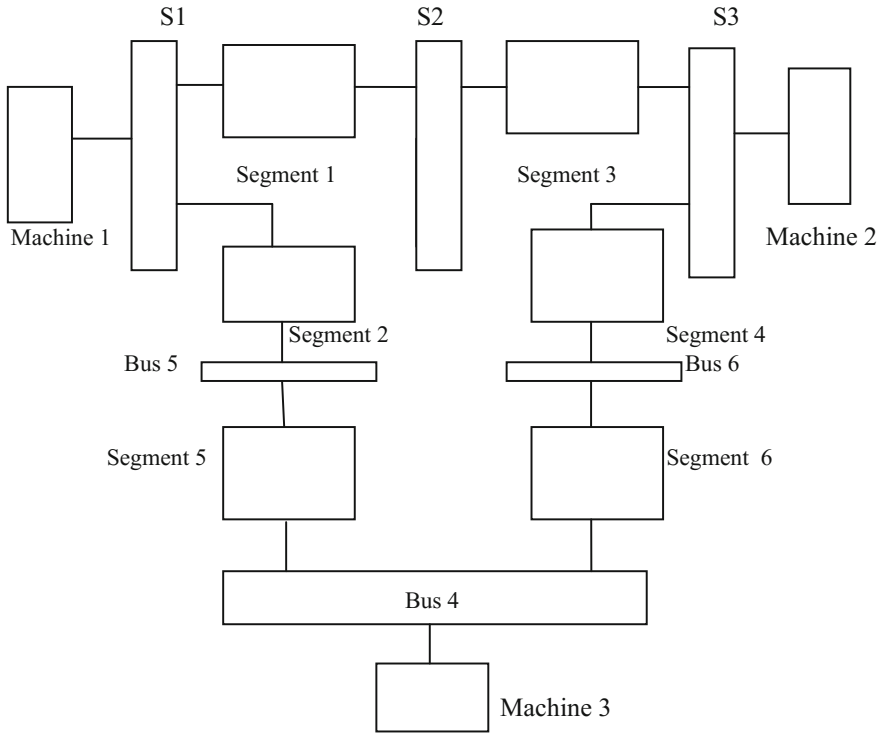 S1
S2
S3
Segment 1
Segment 3
Machine 1
Machine 2
Segment 2
Segment 4
Bus 5
Bus 6
Segment 5
Segment 6
Bus 4
Machine 3